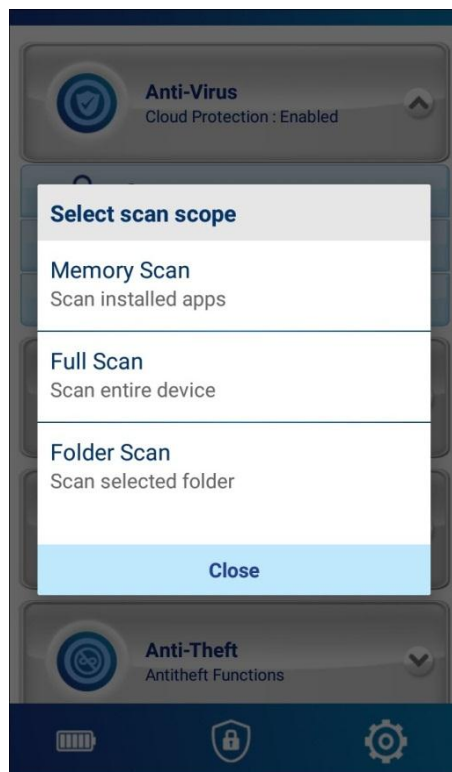 Anti-Virus
Cloud Protection : Enabled
Select scan scope
Memory Scan
Scan installed apps
Full Scan
Scan entire device
Folder Scan
Scan selected folder
Close
Anti-Theft
Antitheft Functions